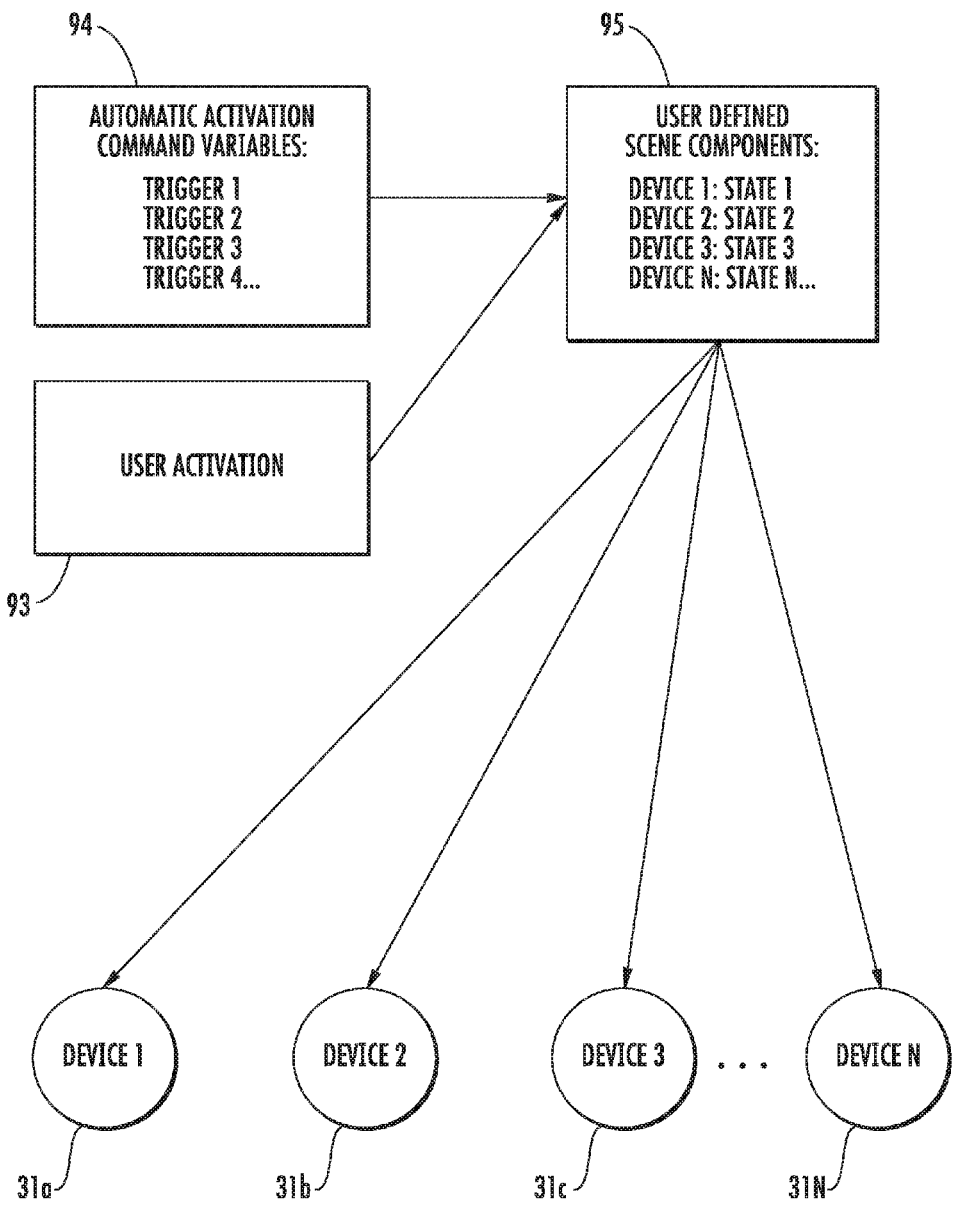 94
95
AUTOMATIC ACTIVATION
COMMAND VARIABLES:
TRIGGER 1
TRIGGER 2
TRIGGER 3
TRIGGER 4...
USER DEFINED
SCENE COMPONENTS:
DEVICE 1: STATE 1
DEVICE 2: STATE 2
DEVICE 3: STATE 3
DEVICE N: STATE N...
USER ACTIVATION
93
DEVICE 1
DEVICE 2
DEVICE 3
. . .
DEVICE N
31a
31b
31c
31N